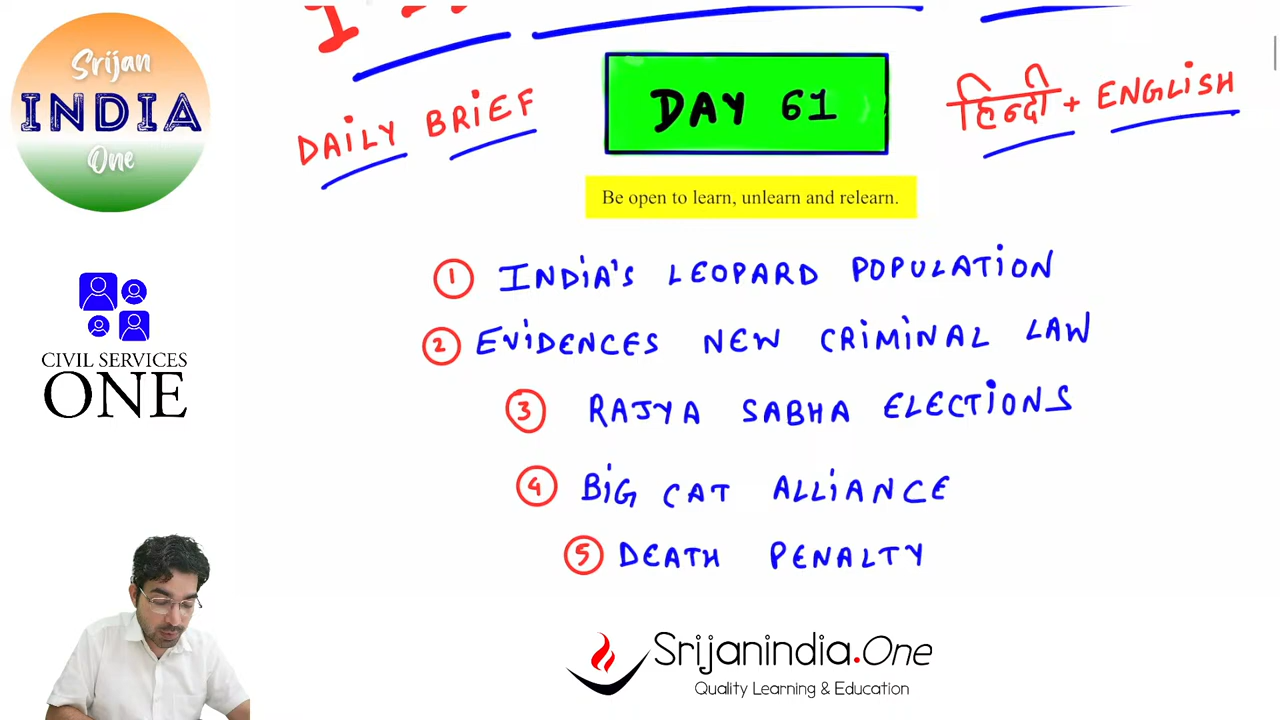 Srijan
INDIA
One
DAILY BRIEF
DAY 61
हिन्दी + ENGLISH
Be open to learn, unlearn and relearn.
1 INDIA'S LEOPARD POPULATION
2 EVIDENCES NEW CRIMINAL LAW
3 RAJYA SABHA ELECTIONS
4 BIG CAT ALLIANCE
5 DEATH PENALTY
CIVIL SERVICES
ONE
Srijanindia.One
Quality Learning & Education